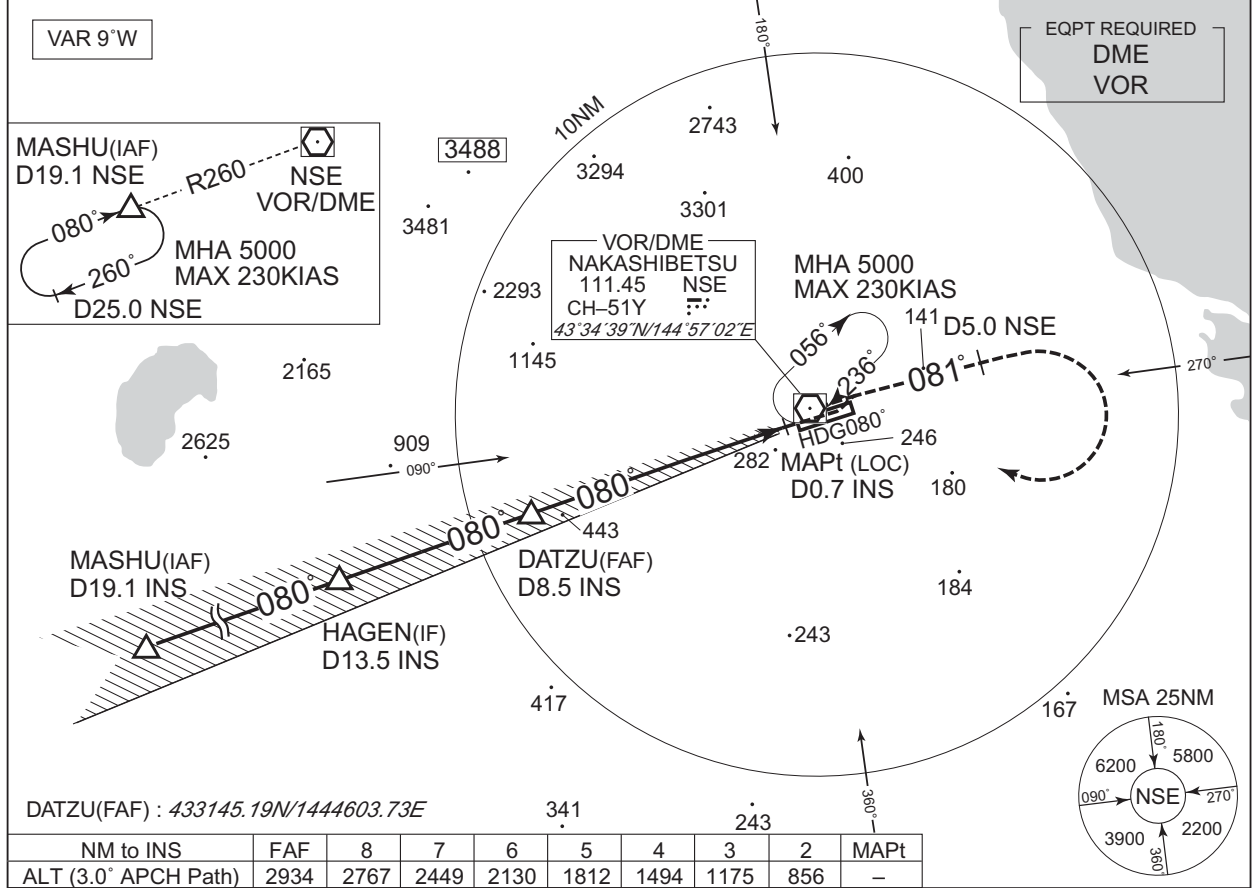 VAR 9°W
EQPT REQUIRED
DME
VOR
180°
10NM
2743
3488
3294
400
3301
3481
MASHU(IAF)
D19.1 NSE
R260
NSE
VOR/DME
080°
260°
MHA 5000
MAX 230KIAS
D25.0 NSE
VOR/DME
NAKASHIBETSU
111.45 NSE
CH–51Y
43°34´39˝N/144°57´02˝E
MHA 5000
MAX 230KIAS
2293
141
D5.0 NSE
056°
236°
081°
270°
1145
2165
2625
909
090°
HDG080°
246
282
MAPt (LOC)
D0.7 INS
180
080°
080°
443
DATZU(FAF)
D8.5 INS
MASHU(IAF)
D19.1 INS
080°
HAGEN(IF)
D13.5 INS
184
243
417
167
MSA 25NM
180°
6200
5800
090°
NSE
270°
3900
2200
360°
360°
DATZU(FAF) : 433145.19N/1444603.73E
341
243
NM to INS FAF 8 7 6 5 4 3 2 MAPt
ALT (3.0° APCH Path) 2934 2767 2449 2130 1812 1494 1175 856 –